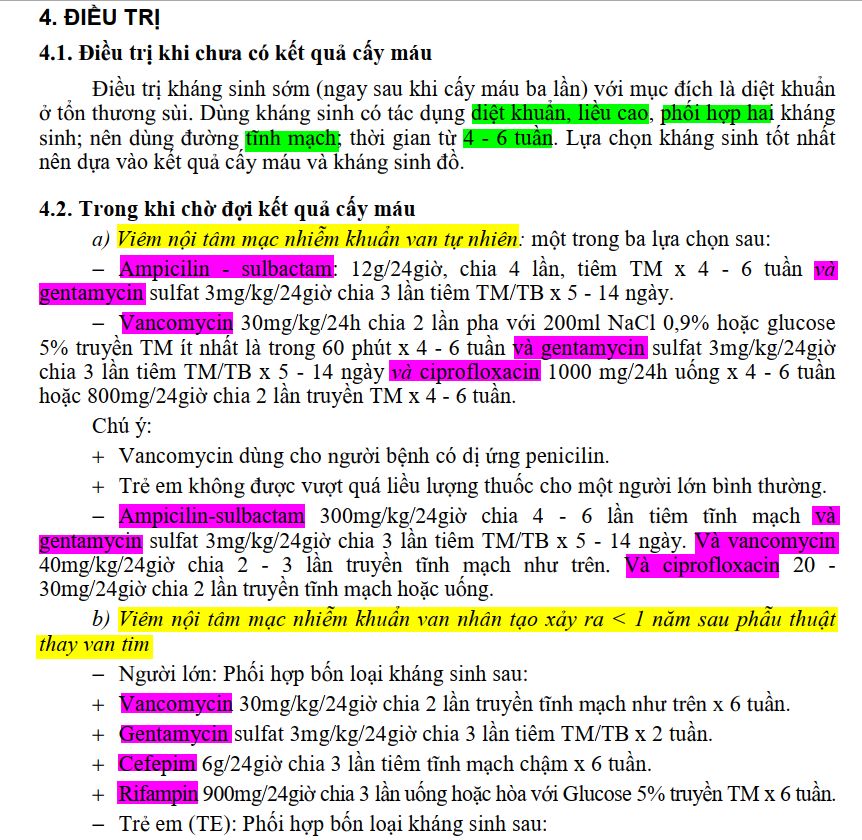 4. ĐIỀU TRỊ
4.1. Điều trị khi chưa có kết quả cấy máu
Điều trị kháng sinh sớm (ngay sau khi cấy máu ba lần) với mục đích là diệt khuẩn
ở tổn thương sùi. Dùng kháng sinh có tác dụng diệt khuẩn, liều cao, phối hợp hai kháng
sinh; nên dùng đường tĩnh mạch; thời gian từ 4 - 6 tuần. Lựa chọn kháng sinh tốt nhất
nên dựa vào kết quả cấy máu và kháng sinh đồ.
4.2. Trong khi chờ đợi kết quả cấy máu
a) Viêm nội tâm mạc nhiễm khuẩn van tự nhiên: một trong ba lựa chọn sau:
− Ampicilin - sulbactam: 12g/24giờ, chia 4 lần, tiêm TM x 4 - 6 tuần và
gentamycin sulfat 3mg/kg/24giờ chia 3 lần tiêm TM/TB x 5 - 14 ngày.
− Vancomycin 30mg/kg/24h chia 2 lần pha với 200ml NaCl 0,9% hoặc glucose
5% truyền TM ít nhất là trong 60 phút x 4 - 6 tuần và gentamycin sulfat 3mg/kg/24giờ
chia 3 lần tiêm TM/TB x 5 - 14 ngày và ciprofloxacin 1000 mg/24h uống x 4 - 6 tuần
hoặc 800mg/24giờ chia 2 lần truyền TM x 4 - 6 tuần.
Chú ý:
+ Vancomycin dùng cho người bệnh có dị ứng penicilin.
+ Trẻ em không được vượt quá liều lượng thuốc cho một người lớn bình thường.
− Ampicilin-sulbactam 300mg/kg/24giờ chia 4 - 6 lần tiêm tĩnh mạch và
gentamycin sulfat 3mg/kg/24giờ chia 3 lần tiêm TM/TB x 5 - 14 ngày. Và vancomycin
40mg/kg/24giờ chia 2 - 3 lần truyền tĩnh mạch như trên. Và ciprofloxacin 20 -
30mg/24giờ chia 2 lần truyền tĩnh mạch hoặc uống.
b) Viêm nội tâm mạc nhiễm khuẩn van nhân tạo xảy ra < 1 năm sau phẫu thuật
thay van tim
− Người lớn: Phối hợp bốn loại kháng sinh sau:
+ Vancomycin 30mg/kg/24giờ chia 2 lần truyền tĩnh mạch như trên x 6 tuần.
+ Gentamycin sulfat 3mg/kg/24giờ chia 3 lần tiêm TM/TB x 2 tuần.
+ Cefepim 6g/24giờ chia 3 lần tiêm tĩnh mạch chậm x 6 tuần.
+ Rifampin 900mg/24giờ chia 3 lần uống hoặc hòa với Glucose 5% truyền TM x 6 tuần.
− Trẻ em (TE): Phối hợp bốn loại kháng sinh sau: